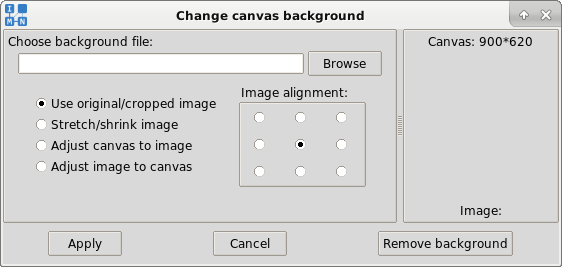 I M N
Change canvas background
Choose background file:
Browse
Canvas: 900*620
Use original/cropped image
Image alignment:
Stretch/shrink image
Adjust canvas to image
Adjust image to canvas
Image:
Apply
Cancel
Remove background